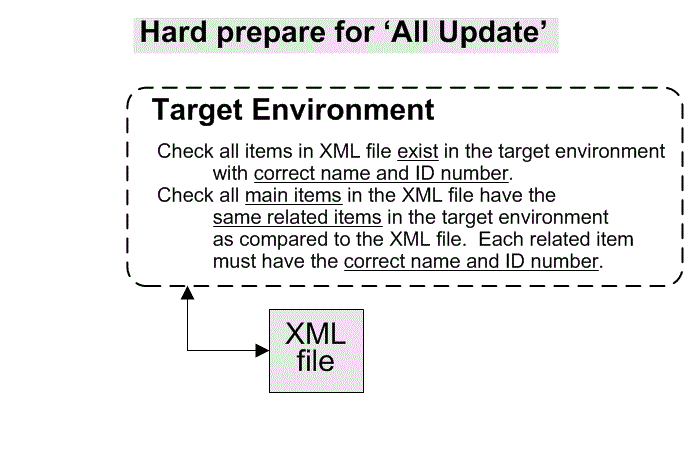 Hard prepare for ‘All Update’
Target Environment
Check all items in XML file exist in the target environment
with correct name and ID number.
Check all main items in the XML file have the
same related items in the target environment
as compared to the XML file.  Each related item
must have the correct name and ID number.
XML
file